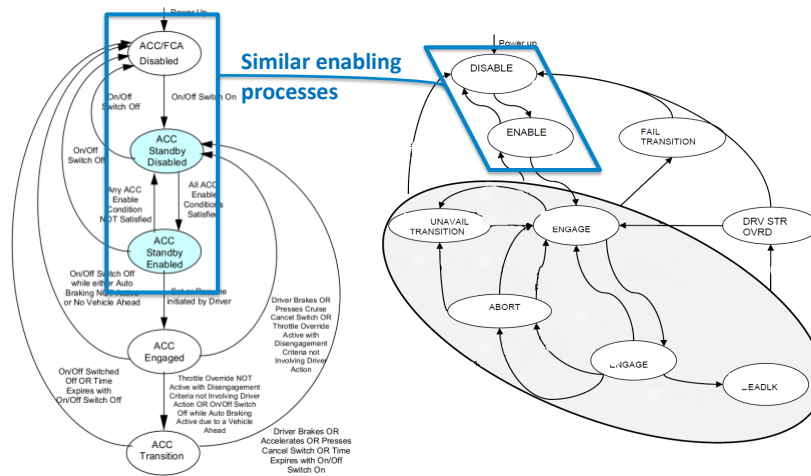 Power Up
ACC/FCA
Disabled
Similar enabling
processes
On/Off
Switch Off
On/Off Switch On
ACC
Standby
Disabled
On/Off
Switch Off
Any ACC
Enable
Condition
NOT Satisfied
All ACC
Enable
Conditions
Satisfied
ACC
Standby
Enabled
On/Off Switch Off
while either Auto
Braking NOT Active
or No Vehicle Ahead
initiated by Driver
Driver Brakes OR
Presses Cruise
Cancel Switch OR
Throttle Override
Active with
Disengagement
Criteria not
Involving Driver
Action
ACC
Engaged
On/Off Switched
Off OR Time
Expires with
On/Off Switch Off
Throttle Override NOT
Active with Disengagement
Criteria not Involving Driver
Action OR On/Off Switch
Off while Auto Braking
Active due to a Vehicle
Ahead
ACC
Transition
Driver Brakes OR
Accelerates OR Presses
Cancel Switch OR Time
Expires with On/Off
Switch On
Power up
DISABLE
ENABLE
FAIL
TRANSITION
UNAVAIL
TRANSITION
ENGAGE
DRV STR
OVRD
ABORT
ENGAGE